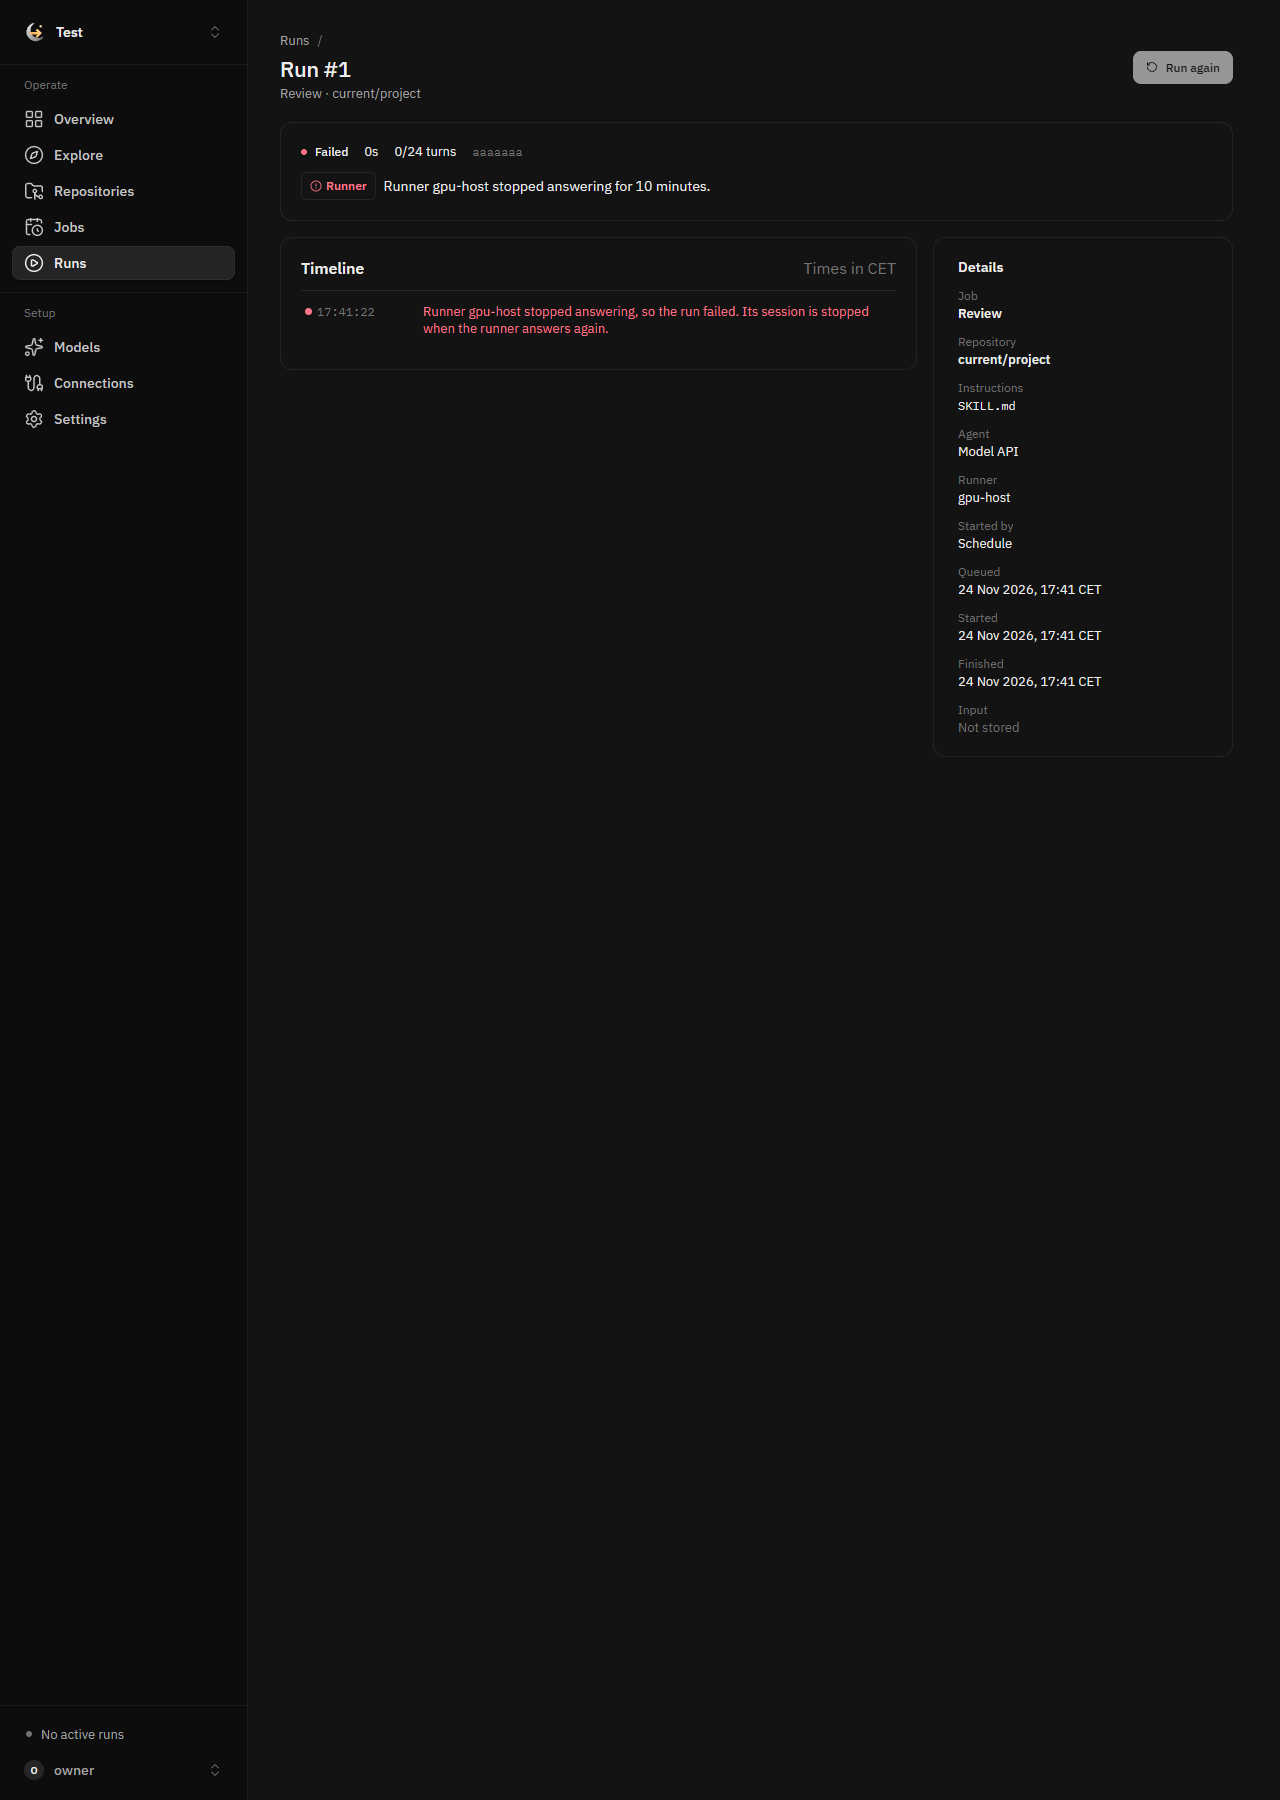 Test
Operate
Overview
Explore
Repositories
Jobs
Runs
Setup
Models
Connections
Settings
No active runs
o owner
Runs /
Run #1
Review · current/project
Run again
Failed 0s 0/24 turns aaaaaaa
Runner Runner gpu-host stopped answering for 10 minutes.
Timeline Times in CET
17:41:22 Runner gpu-host stopped answering, so the run failed. Its session is stopped
when the runner answers again.
Details
Job
Review
Repository
current/project
Instructions
SKILL.md
Agent
Model API
Runner
gpu-host
Started by
Schedule
Queued
24 Nov 2026, 17:41 CET
Started
24 Nov 2026, 17:41 CET
Finished
24 Nov 2026, 17:41 CET
Input
Not stored